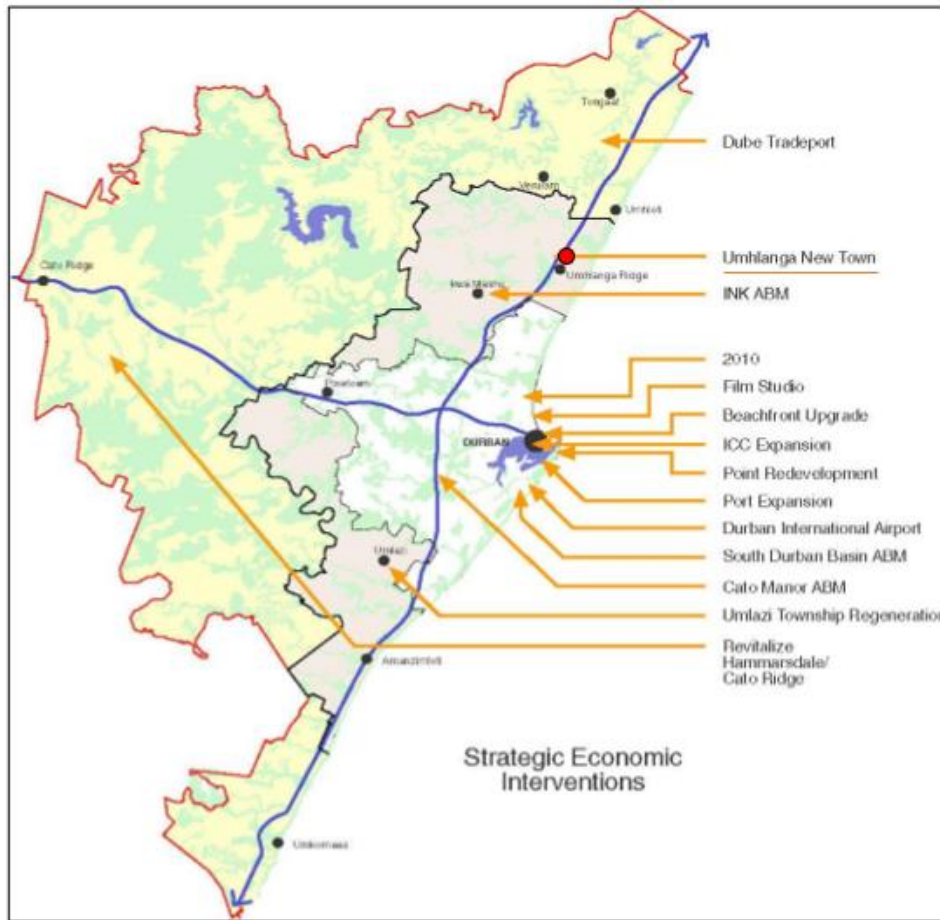 Tongaat
Dube Tradeport
Verulam
Umhloti
Umhlanga New Town
Cato Ridge
Umhlanga Ridge
INK ABM
2010
Film Studio
Pinetown
Beachfront Upgrade
DURBAN
ICC Expansion
Point Redevelopment
Port Expansion
Durban International Airport
South Durban Basin ABM
Umlazi
Cato Manor ABM
Umlazi Township Regeneration
Revitalize
Hammarsdale/
Cato Ridge
Amanzimtoti
Strategic Economic
Interventions
Umkomaas